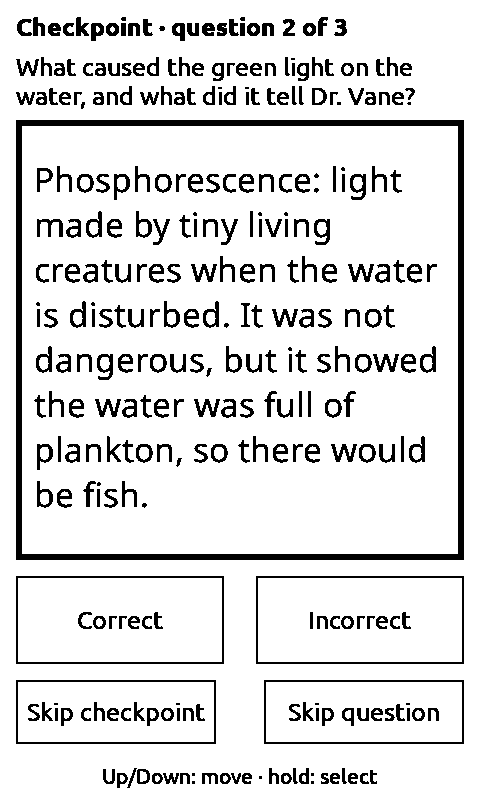 Checkpoint · question 2 of 3
What caused the green light on the
water, and what did it tell Dr. Vane?
Phosphorescence: light
made by tiny living
creatures when the water
is disturbed. It was not
dangerous, but it showed
the water was full of
plankton, so there would
be fish.
Correct
Incorrect
Skip checkpoint
Skip question
Up/Down: move · hold: select